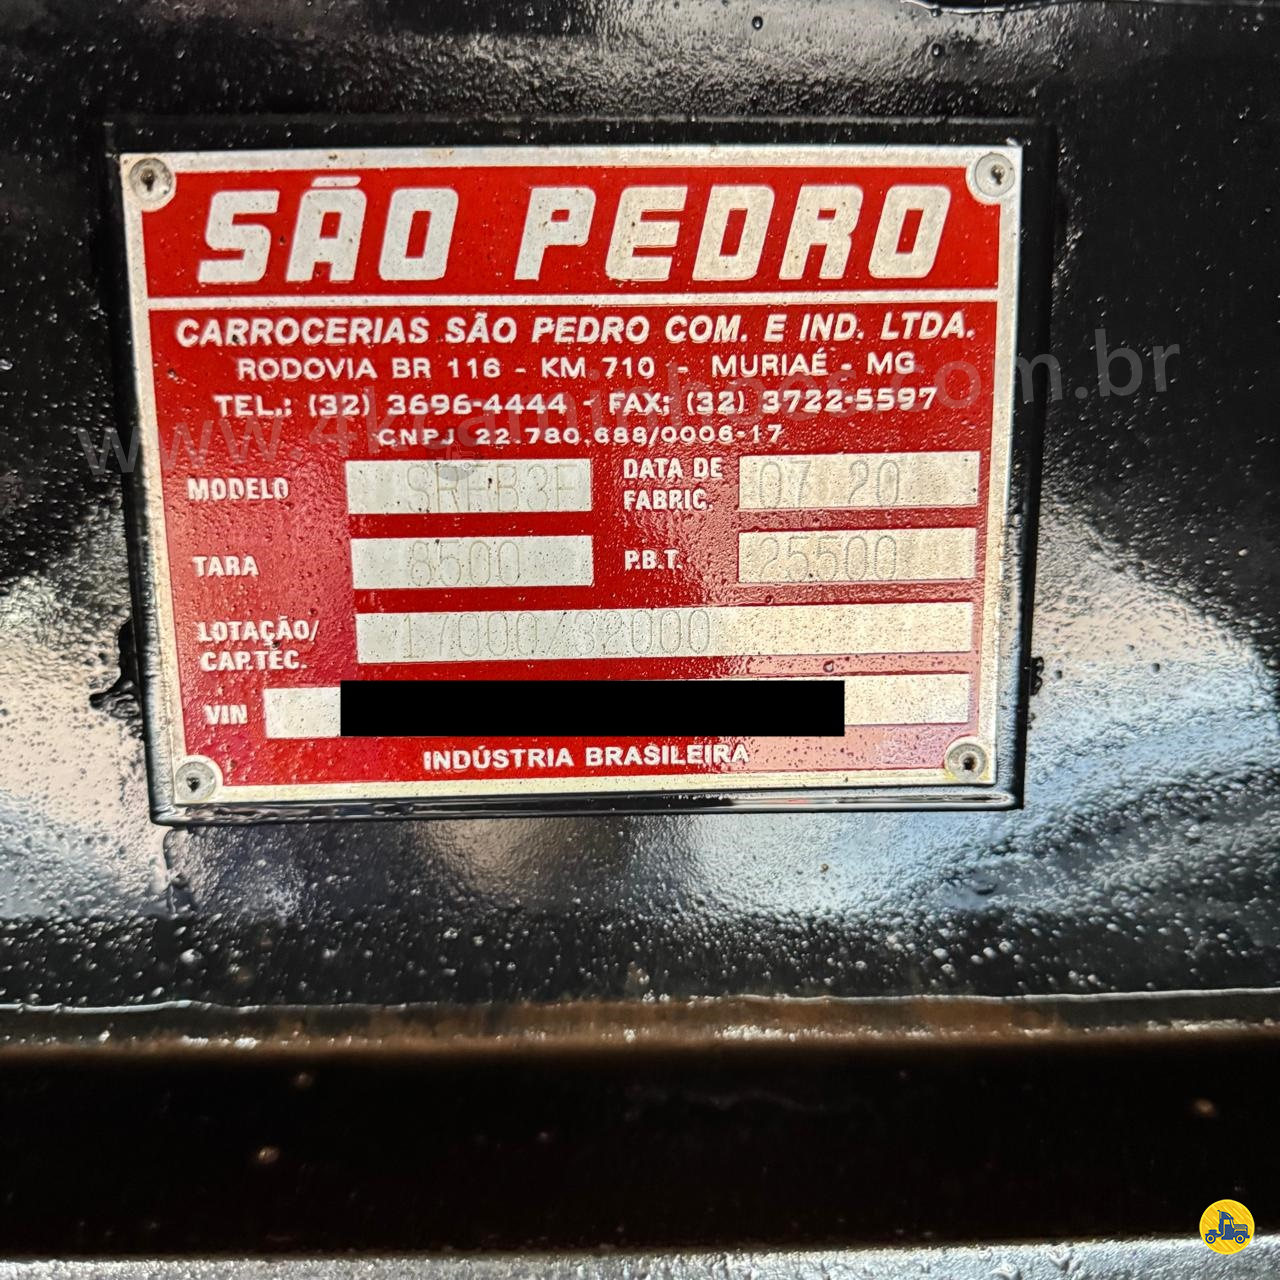 SÃO PEDRO
CARROCERIAS SÃO PEDRO COM. E IND. LTDA.
RODOVIA BR 116 - KM 710 - MURIAÉ - MG
TEL.: (32) 3696-4444 - FAX: (32) 3722-5597
CNPJ 22.780.688/0006-17
MODELO DATA DE FABRIC. 07 20
TARA 8500 P.B.T. 25500
LOTAÇÃO/CAP.TÉC. 17000/32000
VIN
INDÚSTRIA BRASILEIRA